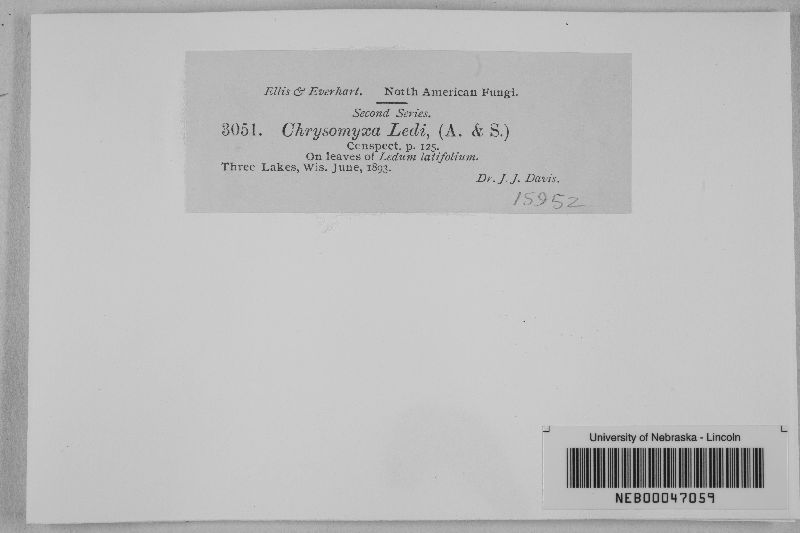 Ellis & Everhart. North American Fungi.
Second Series.
3051. Chrysomyxa Ledi, (A. & S.)
Conspect. p. 125.
On leaves of Ledum latifolium.
Three Lakes, Wis. June, 1893.
Dr. J. J. Davis.
15952
University of Nebraska - Lincoln
NEB00047059